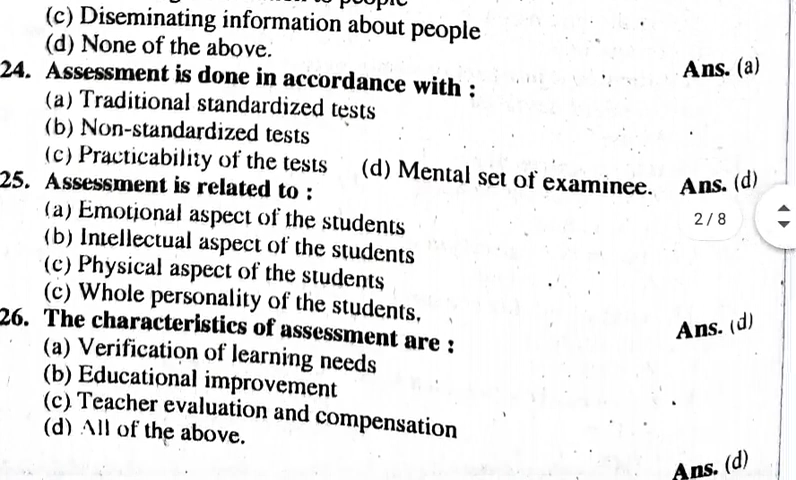 (c) Diseminating information about people
(d) None of the above.
Ans. (a)
24. Assessment is done in accordance with :
(a) Traditional standardized tests
(b) Non-standardized tests
(c) Practicability of the tests (d) Mental set of examinee. Ans. (d)
25. Assessment is related to :
(a) Emotional aspect of the students
2 / 8
(b) Intellectual aspect of the students
(c) Physical aspect of the students
(c) Whole personality of the students.
Ans. (d)
26. The characteristics of assessment are :
(a) Verification of learning needs
(b) Educational improvement
(c) Teacher evaluation and compensation
(d) All of the above.
Ans. (d)